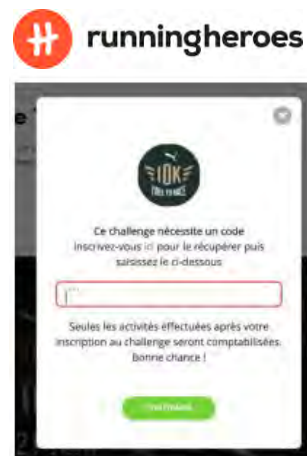 runningheroes
10K
Ce challenge nécessite un code
inscrivez-vous ici pour le récupérer puis
saisissez le ci-dessous
Seules les activités effectuées après votre
inscription au challenge seront comptabilisées.
Bonne chance !